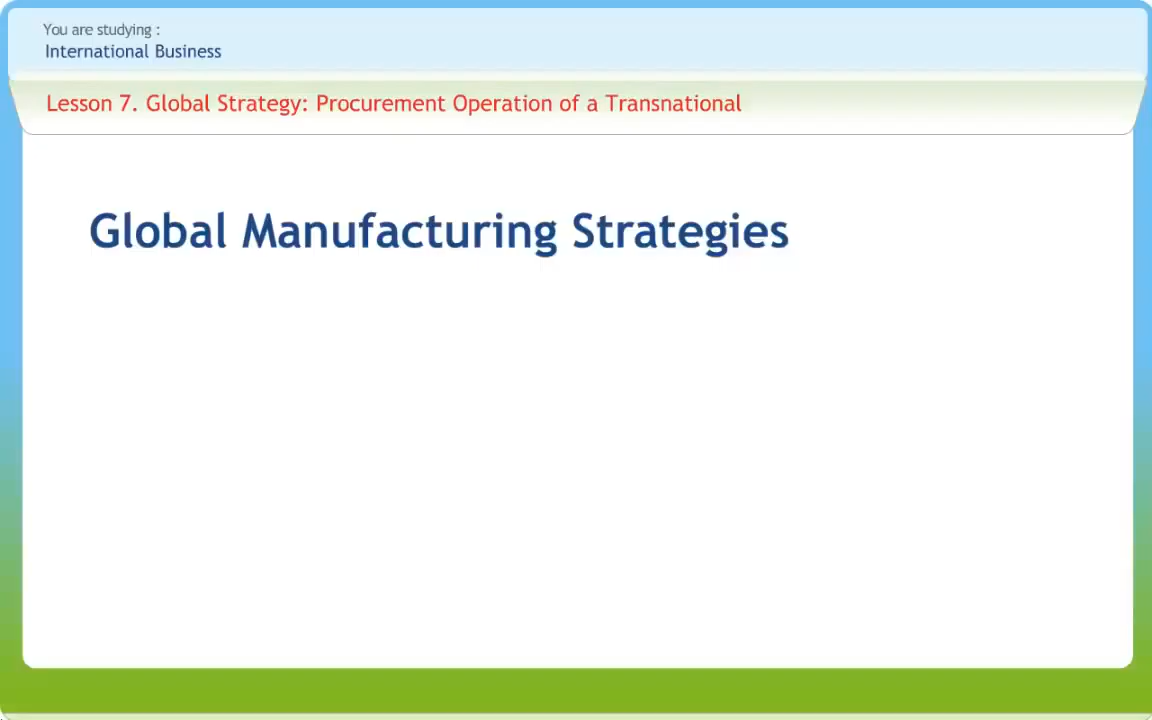 You are studying :
International Business
Lesson 7. Global Strategy: Procurement Operation of a Transnational
Global Manufacturing Strategies